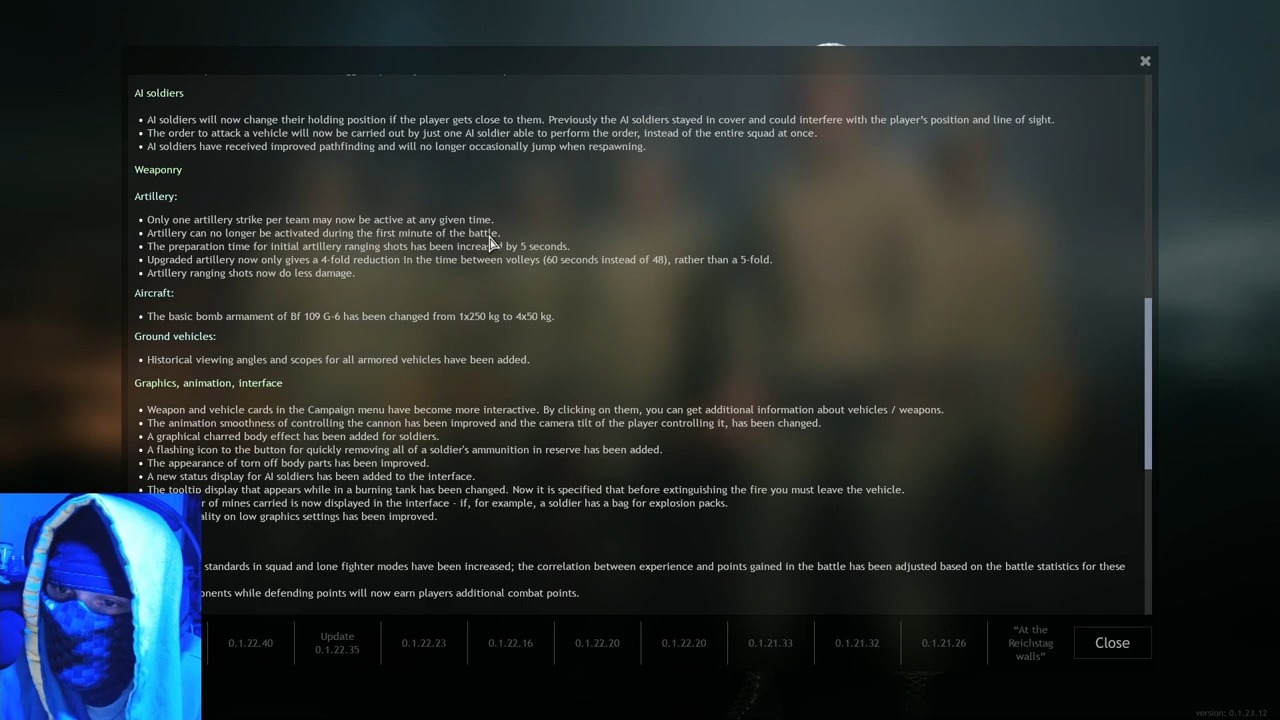 AI soldiers
• AI soldiers will now change their holding position if the player gets close to them. Previously the AI soldiers stayed in cover and could interfere with the player's position and line of sight.
• The order to attack a vehicle will now be carried out by just one AI soldier able to perform the order, instead of the entire squad at once.
• AI soldiers have received improved pathfinding and will no longer occasionally jump when respawning.
Weaponry
Artillery:
• Only one artillery strike per team may now be active at any given time.
• Artillery can no longer be activated during the first minute of the battle.
• The preparation time for initial artillery ranging shots has been increased by 5 seconds.
• Upgraded artillery now only gives a 4-fold reduction in the time between volleys (60 seconds instead of 48), rather than a 5-fold.
• Artillery ranging shots now do less damage.
Aircraft:
• The basic bomb armament of Bf 109 G-6 has been changed from 1x250 kg to 4x50 kg.
Ground vehicles:
• Historical viewing angles and scopes for all armored vehicles have been added.
Graphics, animation, interface
• Weapon and vehicle cards in the Campaign menu have become more interactive. By clicking on them, you can get additional information about vehicles / weapons.
• The animation smoothness of controlling the cannon has been improved and the camera tilt of the player controlling it, has been changed.
• A graphical charred body effect has been added for soldiers.
• A flashing icon to the button for quickly removing all of a soldier's ammunition in reserve has been added.
• The appearance of torn off body parts has been improved.
• A new status display for AI soldiers has been added to the interface.
• The tooltip display that appears while in a burning tank has been changed. Now it is specified that before extinguishing the fire you must leave the vehicle.
of mines carried is now displayed in the interface - if, for example, a soldier has a bag for explosion packs.
on low graphics settings has been improved.
standards in squad and lone fighter modes have been increased; the correlation between experience and points gained in the battle has been adjusted based on the battle statistics for these
while defending points will now earn players additional combat points.
0.1.22.40
Update
0.1.22.35
0.1.22.23
0.1.22.16
0.1.22.20
0.1.22.20
0.1.21.33
0.1.21.32
0.1.21.26
“At the
Reichstag
walls”
Close
version: 0.1.23.12